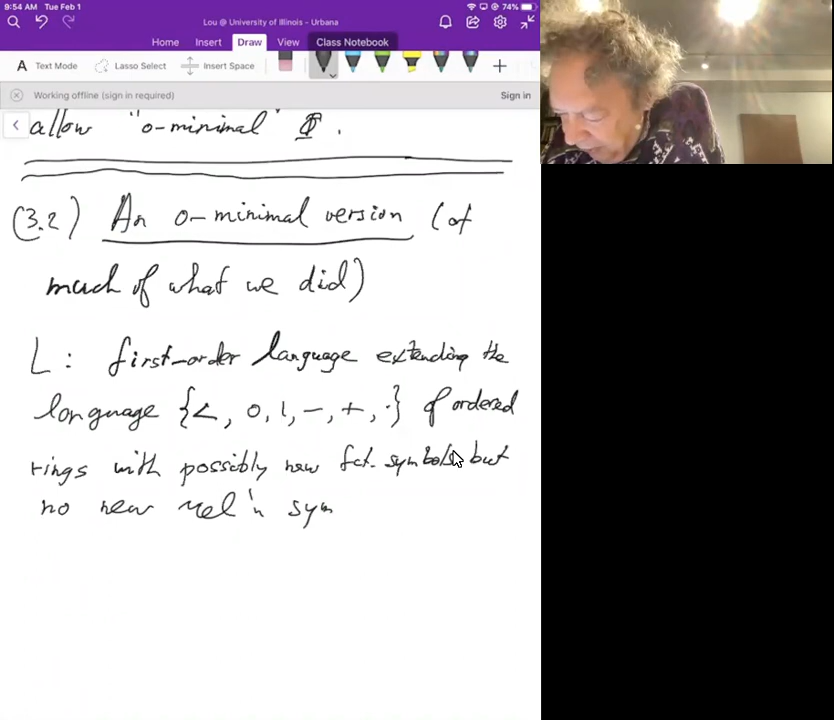 9:54 AM Tue Feb 1
74%
Lou @ University of Illinois - Urbana
Home Insert Draw View Class Notebook
A Text Mode Lasso Select Insert Space
Working offline (sign in required) Sign in
allow "o-minimal" Φ.
(3.2) An o-minimal version (of
much of what we did)
L: first-order language extending the
language {<, 0, 1, -, +, ·} of ordered
rings with possibly new fct. symbols but
no new rel'n sym